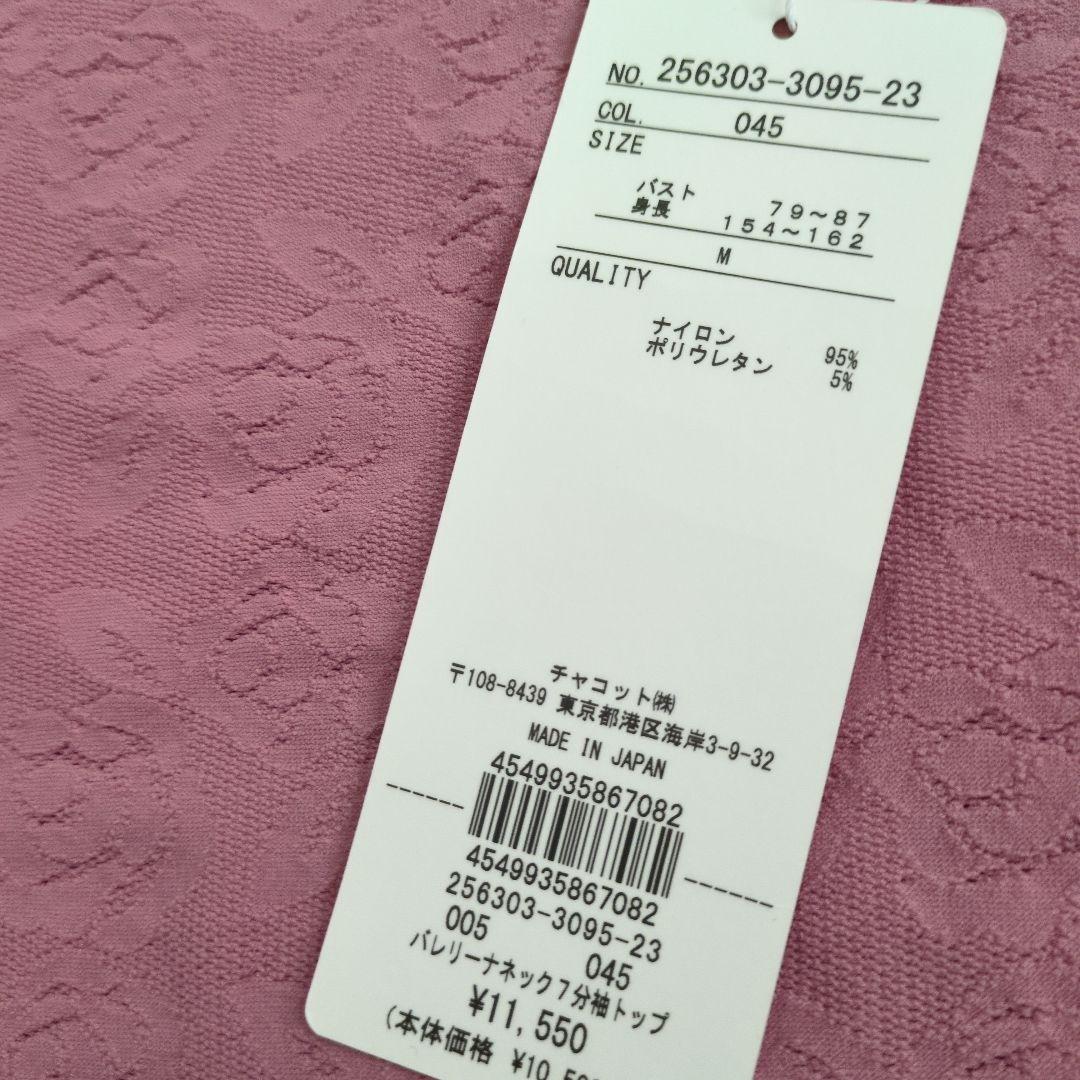 NO. 256303-3095-23
COL. 045
SIZE
バスト 79~87
身長 154~162
M
QUALITY
ナイロン 95%
ポリウレタン 5%
チャコット㈱
〒108-8439 東京都港区海岸3-9-32
MADE IN JAPAN
4549935867082
4549935867082
256303-3095-23
005 045
バレリーナネック7分袖トップ
¥11,550
(本体価格